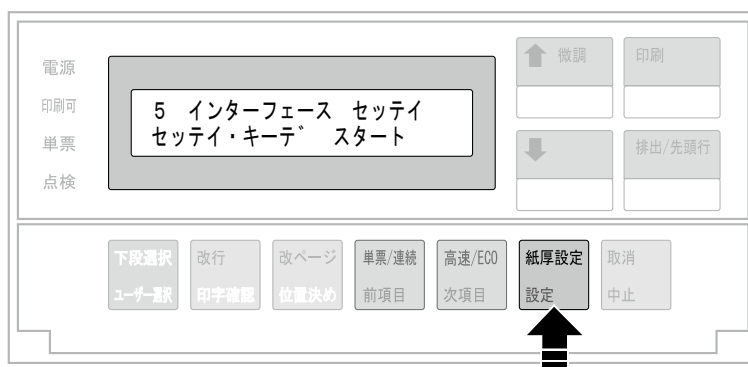 電源
印刷可
単票
点検
5 インターフェース セッテイ
セッテイ・キーデ スタート
微調
印刷
排出/先頭行
下段選択
ユーザー選択
改行
印字確認
改ページ
位置決め
単票/連続
前項目
高速/ECO
次項目
紙厚設定
設定
取消
中止